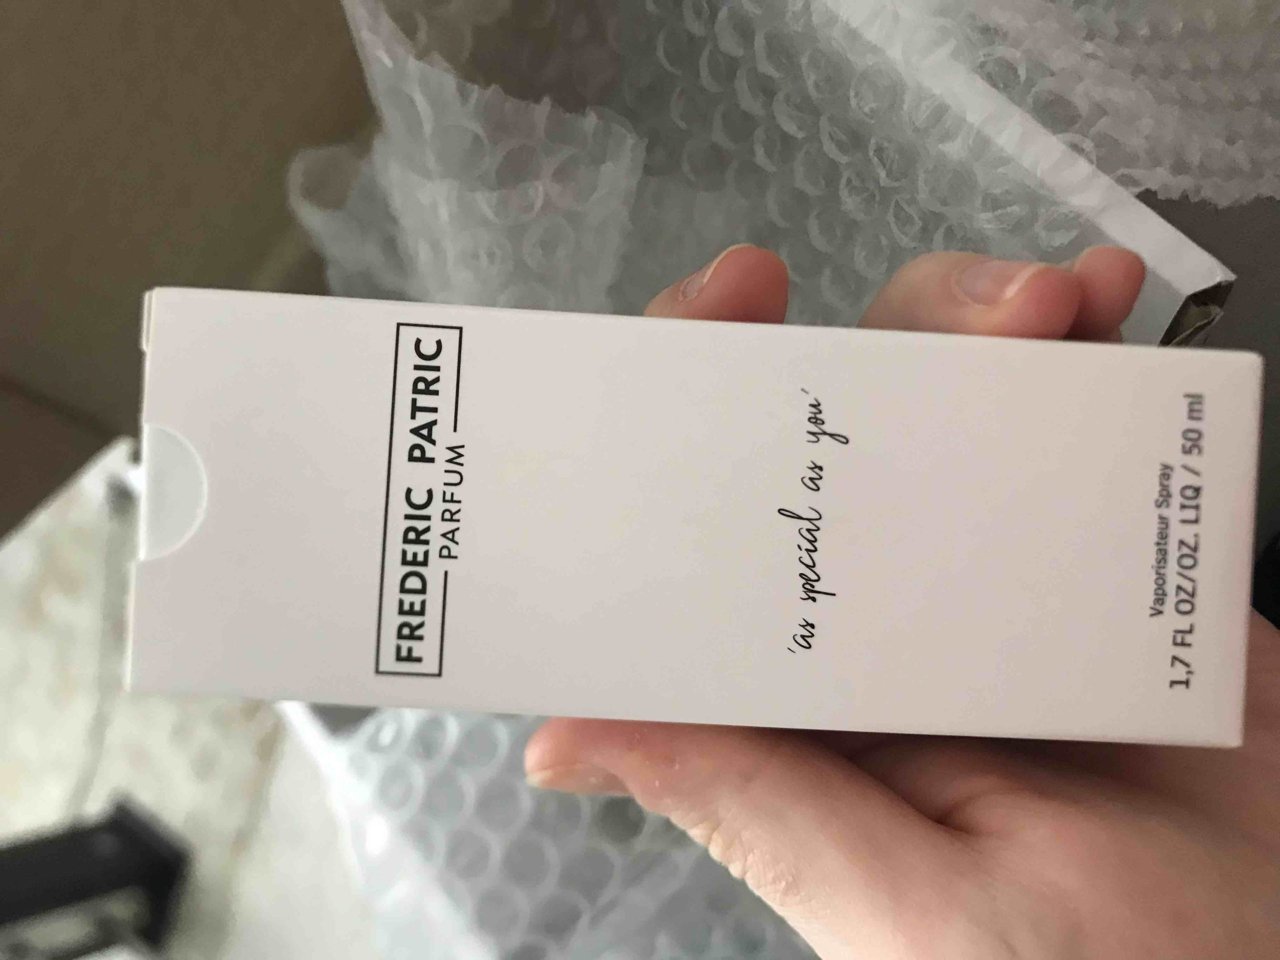 FREDERIC PATRIC
PARFUM
'as special as you'
Vaporisateur Spray
1,7 FL OZ/OZ. LIQ / 50 ml